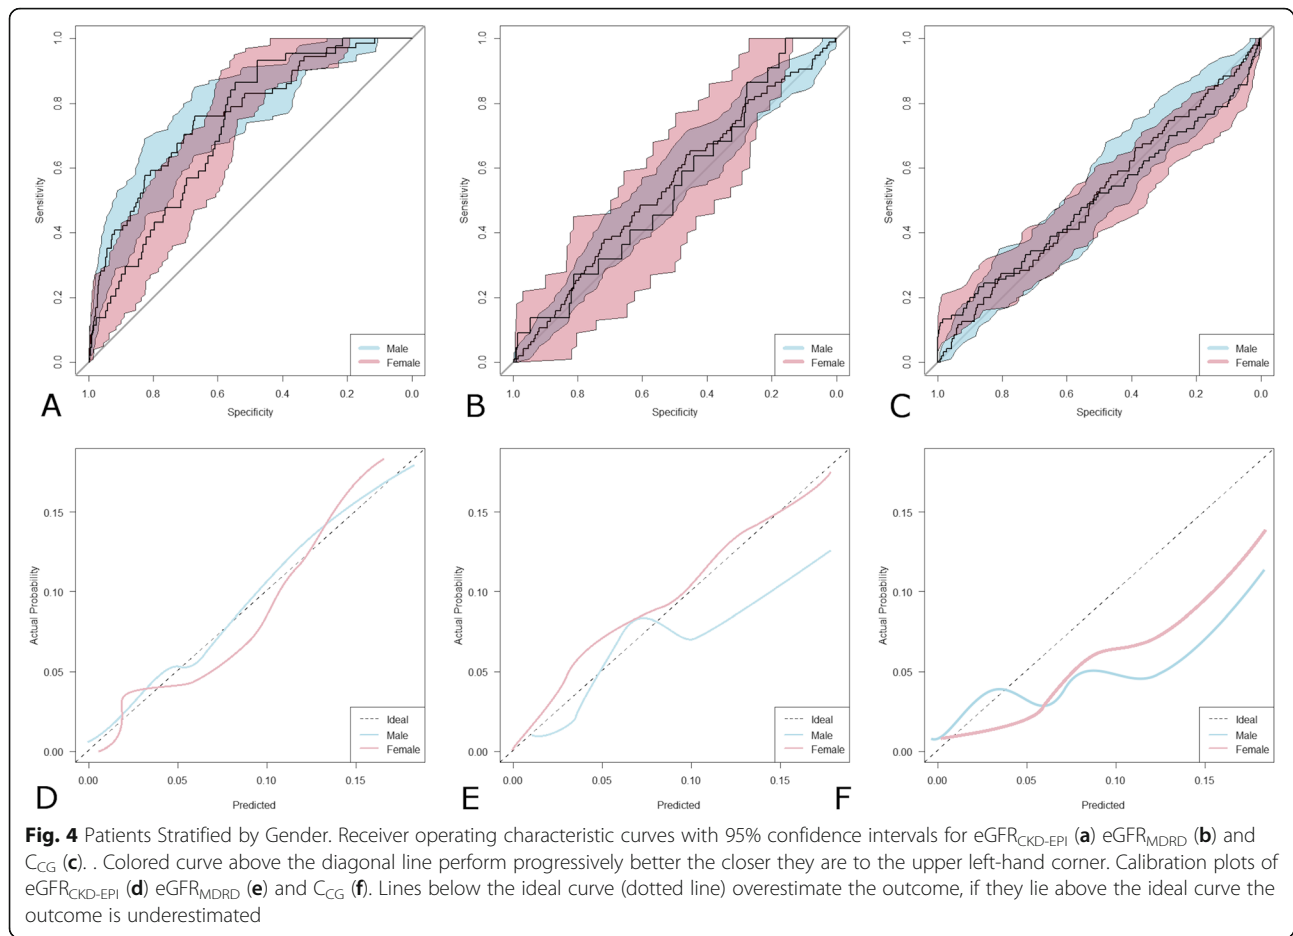 1.0
0.8
0.6
0.4
0.2
0.0
Sensitivity
Male
Female
1.0 0.8 0.6 0.4 0.2 0.0
Specificity
A
1.0
0.8
0.6
0.4
0.2
0.0
Sensitivity
Male
Female
1.0 0.8 0.6 0.4 0.2 0.0
Specificity
B
1.0
0.8
0.6
0.4
0.2
0.0
Sensitivity
Male
Female
1.0 0.8 0.6 0.4 0.2 0.0
Specificity
C
0.15
0.10
0.05
0.00
Actual Probability
Ideal
Male
Female
0.00 0.05 0.10 0.15
Predicted
D
0.15
0.10
0.05
0.00
Actual Probability
Ideal
Male
Female
0.00 0.05 0.10 0.15
Predicted
E
0.15
0.10
0.05
0.00
Actual Probability
Ideal
Male
Female
0.00 0.05 0.10 0.15
Predicted
F
Fig. 4 Patients Stratified by Gender. Receiver operating characteristic curves with 95% confidence intervals for eGFRCKD-EPI (a) eGFRMDRD (b) and
CCG (c). . Colored curve above the diagonal line perform progressively better the closer they are to the upper left-hand corner. Calibration plots of
eGFRCKD-EPI (d) eGFRMDRD (e) and CCG (f). Lines below the ideal curve (dotted line) overestimate the outcome, if they lie above the ideal curve the
outcome is underestimated